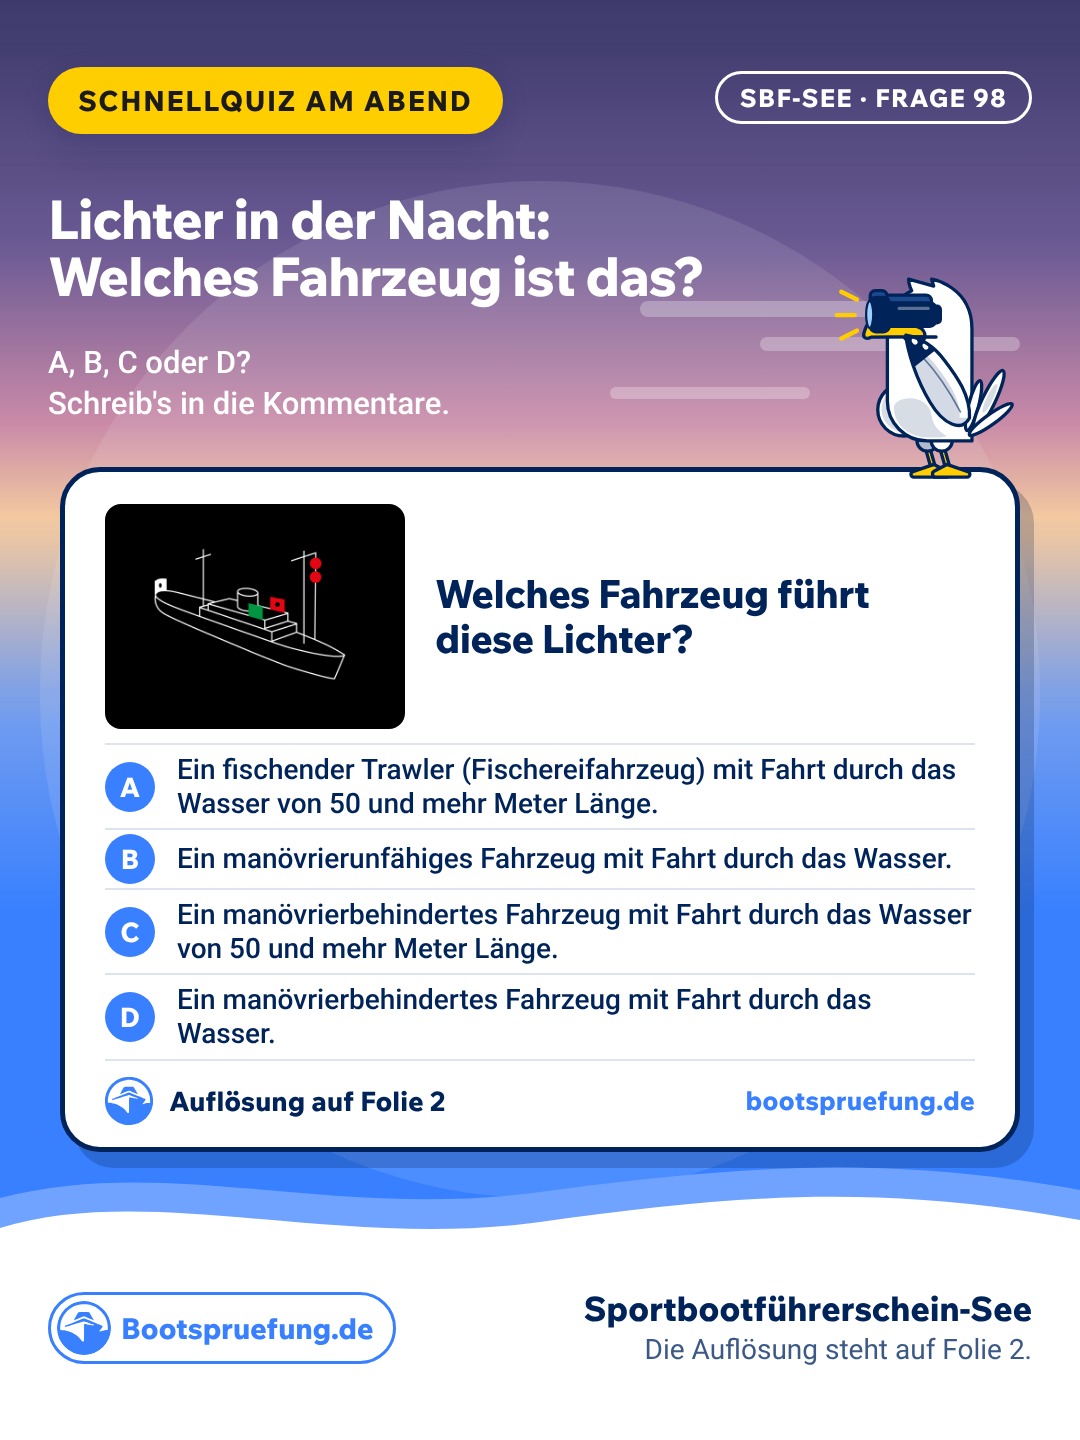 SCHNELLQUIZ AM ABEND
SBF-SEE · FRAGE 98
Lichter in der Nacht:
Welches Fahrzeug ist das?
A, B, C oder D?
Schreib's in die Kommentare.
Welches Fahrzeug führt
diese Lichter?
A Ein fischender Trawler (Fischereifahrzeug) mit Fahrt durch das
Wasser von 50 und mehr Meter Länge.
B Ein manövrierunfähiges Fahrzeug mit Fahrt durch das Wasser.
C Ein manövrierbehindertes Fahrzeug mit Fahrt durch das Wasser
von 50 und mehr Meter Länge.
D Ein manövrierbehindertes Fahrzeug mit Fahrt durch das
Wasser.
Auflösung auf Folie 2
bootspruefung.de
Bootspruefung.de
Sportbootführerschein-See
Die Auflösung steht auf Folie 2.